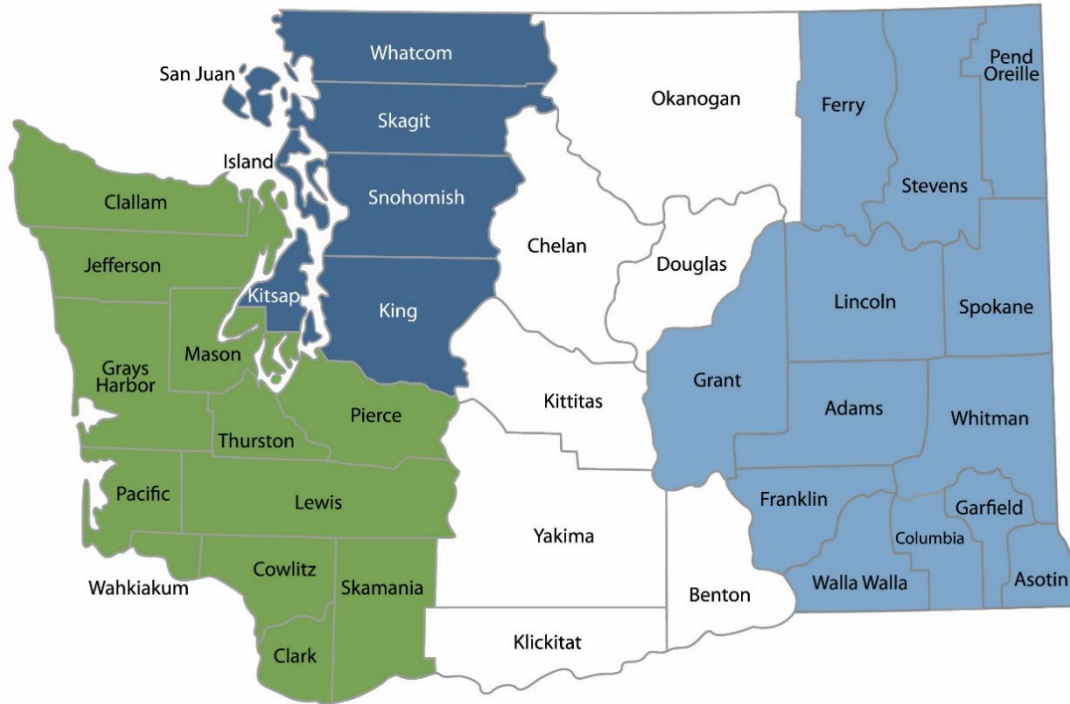 Whatcom
San Juan
Skagit
Island
Snohomish
Okanogan
Ferry
Pend
Oreille
Stevens
Clallam
Jefferson
Kitsap
King
Chelan
Douglas
Lincoln
Spokane
Grays
Harbor
Mason
Thurston
Pierce
Kittitas
Grant
Adams
Whitman
Pacific
Lewis
Yakima
Franklin
Garfield
Columbia
Wahkiakum
Cowlitz
Skamania
Benton
Walla Walla
Asotin
Clark
Klickitat